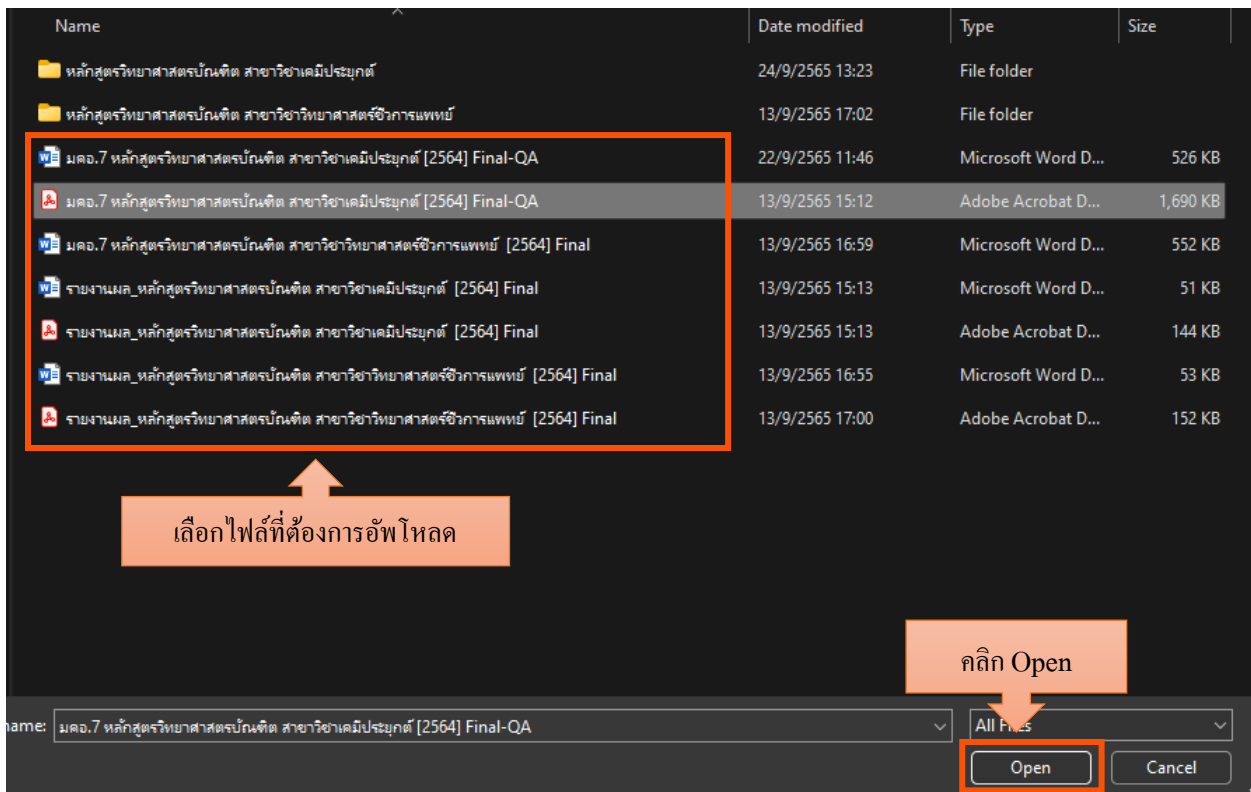 Name Date modified Type Size
หลักสูตรวิทยาศาสตรบัณฑิต สาขาวิชาเคมีประยุกต์ 24/9/2565 13:23 File folder
หลักสูตรวิทยาศาสตรบัณฑิต สาขาวิชาวิทยาศาสตร์ชีวการแพทย์ 13/9/2565 17:02 File folder
มคอ.7 หลักสูตรวิทยาศาสตรบัณฑิต สาขาวิชาเคมีประยุกต์ [2564] Final-QA 22/9/2565 11:46 Microsoft Word D... 526 KB
มคอ.7 หลักสูตรวิทยาศาสตรบัณฑิต สาขาวิชาเคมีประยุกต์ [2564] Final-QA 13/9/2565 15:12 Adobe Acrobat D... 1,690 KB
มคอ.7 หลักสูตรวิทยาศาสตรบัณฑิต สาขาวิชาวิทยาศาสตร์ชีวการแพทย์ [2564] Final 13/9/2565 16:59 Microsoft Word D... 552 KB
รายงานผล_หลักสูตรวิทยาศาสตรบัณฑิต สาขาวิชาเคมีประยุกต์ [2564] Final 13/9/2565 15:13 Microsoft Word D... 51 KB
รายงานผล_หลักสูตรวิทยาศาสตรบัณฑิต สาขาวิชาเคมีประยุกต์ [2564] Final 13/9/2565 15:13 Adobe Acrobat D... 144 KB
รายงานผล_หลักสูตรวิทยาศาสตรบัณฑิต สาขาวิชาวิทยาศาสตร์ชีวการแพทย์ [2564] Final 13/9/2565 16:55 Microsoft Word D... 53 KB
รายงานผล_หลักสูตรวิทยาศาสตรบัณฑิต สาขาวิชาวิทยาศาสตร์ชีวการแพทย์ [2564] Final 13/9/2565 17:00 Adobe Acrobat D... 152 KB
เลือกไฟล์ที่ต้องการอัพโหลด
คลิก Open
name: มคอ.7 หลักสูตรวิทยาศาสตรบัณฑิต สาขาวิชาเคมีประยุกต์ [2564] Final-QA All Files
Open Cancel